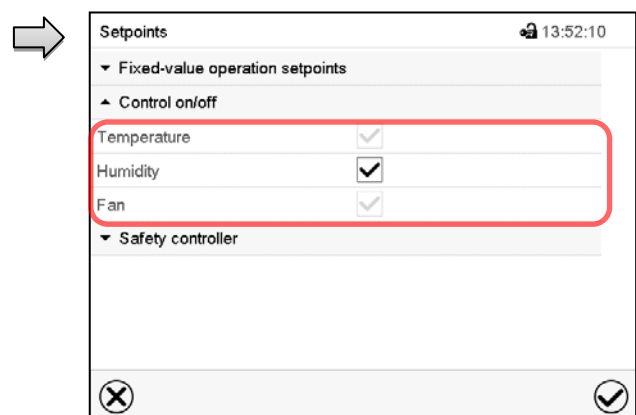 Setpoints 13:52:10
Fixed-value operation setpoints
Control on/off
Temperature
Humidity
Fan
Safety controller